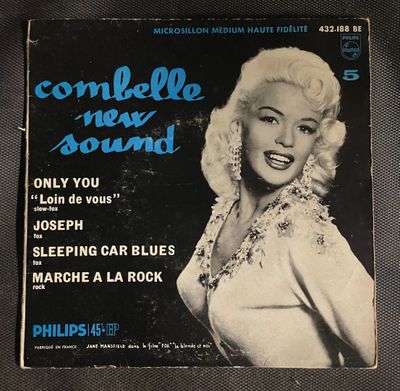 MICROSILLON MEDIUM HAUTE FIDÉLITÉ
432.188 BE
PHILIPS
5
combelle
new
sound
ONLY YOU
"Loin de vous"
slow-fox
JOSEPH
fox
SLEEPING CAR BLUES
fox
MARCHE A LA ROCK
rock
PHILIPS 45t EP
FABRIQUÉ EN FRANCE
JANE MANSFIELD dans le film "FOX" "la blonde et moi"